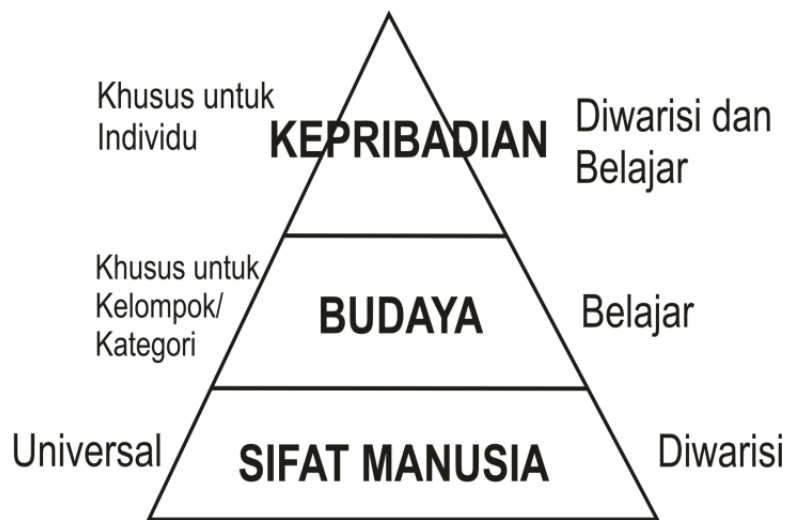 Khusus untuk
Individu
KEPRIBADIAN
Diwarisi dan
Belajar
Khusus untuk
Kelompok/
Kategori
BUDAYA
Belajar
Universal
SIFAT MANUSIA
Diwarisi